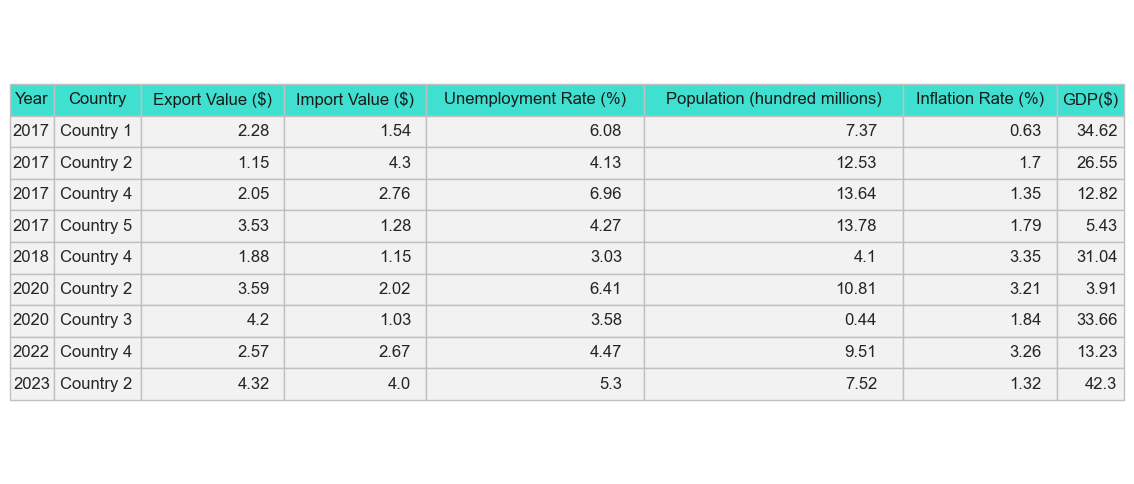 Year Country Export Value ($) Import Value ($) Unemployment Rate (%) Population (hundred millions) Inflation Rate (%) GDP($)
2017 Country 1 2.28 1.54 6.08 7.37 0.63 34.62
2017 Country 2 1.15 4.3 4.13 12.53 1.7 26.55
2017 Country 4 2.05 2.76 6.96 13.64 1.35 12.82
2017 Country 5 3.53 1.28 4.27 13.78 1.79 5.43
2018 Country 4 1.88 1.15 3.03 4.1 3.35 31.04
2020 Country 2 3.59 2.02 6.41 10.81 3.21 3.91
2020 Country 3 4.2 1.03 3.58 0.44 1.84 33.66
2022 Country 4 2.57 2.67 4.47 9.51 3.26 13.23
2023 Country 2 4.32 4.0 5.3 7.52 1.32 42.3